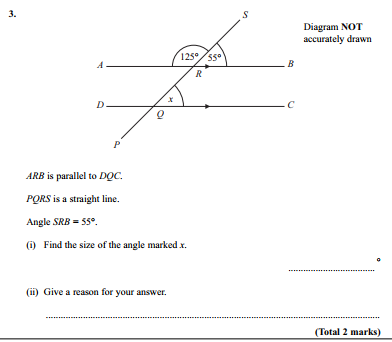 3.
S
Diagram NOT
accurately drawn
125° 55°
A B
R
x
D C
Q
P
ARB is parallel to DQC.
PQRS is a straight line.
Angle SRB = 55°.
(i) Find the size of the angle marked x.
.................................... °
(ii) Give a reason for your answer.
....................................................................................................
(Total 2 marks)